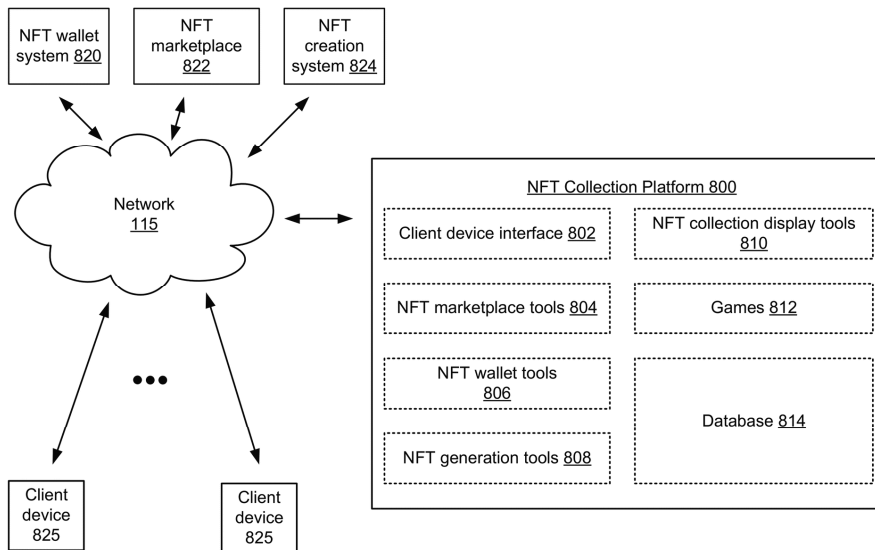 NFT wallet
system 820
NFT
marketplace
822
NFT
creation
system 824
Network
115
NFT Collection Platform 800
Client device interface 802
NFT collection display tools
810
NFT marketplace tools 804
Games 812
NFT wallet tools
806
Database 814
NFT generation tools 808
Client
device
825
Client
device
825